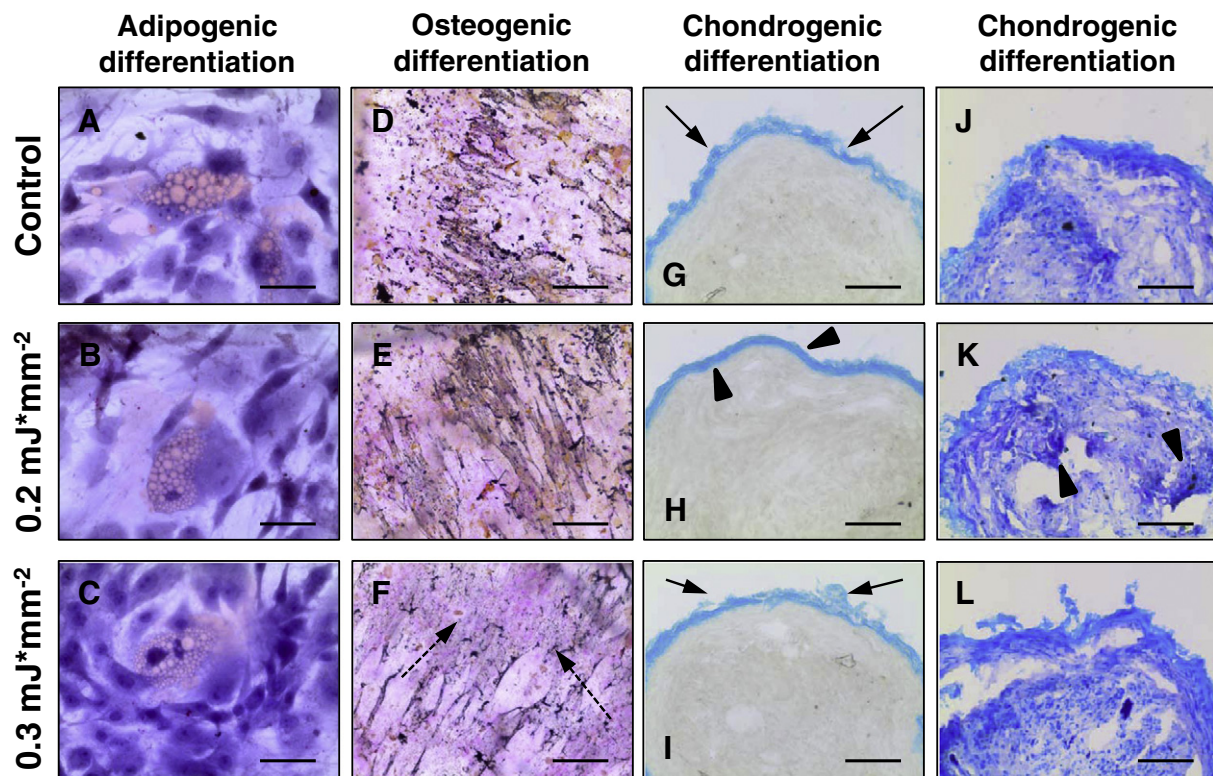 Adipogenic
differentiation
Osteogenic
differentiation
Chondrogenic
differentiation
Chondrogenic
differentiation
Control
A
D
G
J
0.2 mJ*mm-2
B
E
H
K
0.3 mJ*mm-2
C
F
I
L